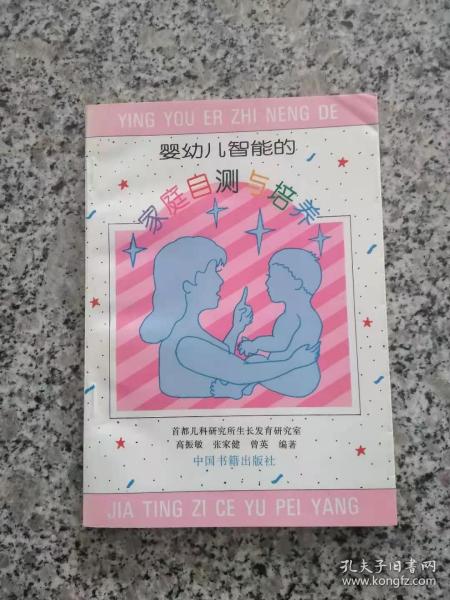 YING YOU ER ZHI NENG DE
婴幼儿智能的
家庭自测与培养
首都儿科研究所生长发育研究室
高振敏 张家健 曾英 编著
中国书籍出版社
JIA TING ZI CE YU PEI YANG
孔夫子旧书网
www.kongfz.com